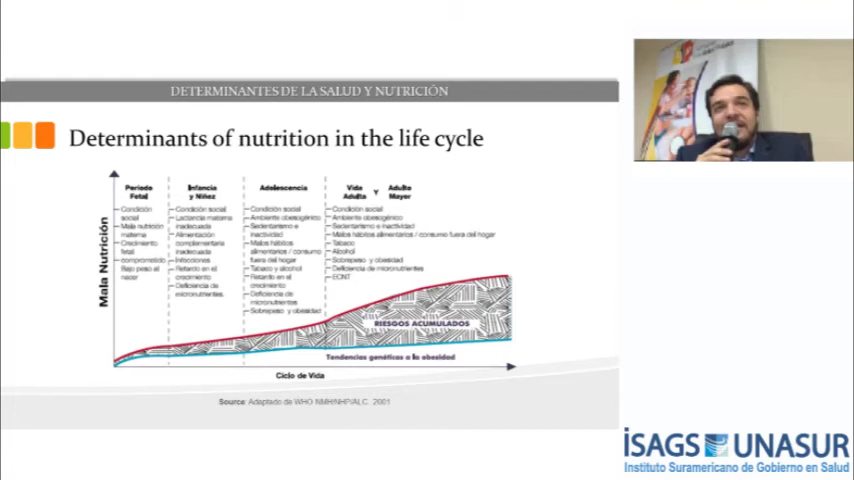 DETERMINANTES DE LA SALUD Y NUTRICIÓN
Determinants of nutrition in the life cycle
Mala Nutrición
Periodo
Fetal
Condición
social
Mala nutrición
materna
Crecimiento
fetal
comprometido
Bajo peso al
nacer
Infancia
y Niñez
Condición social
Lactancia materna
inadecuada
Alimentación
complementaria
inadecuada
Infecciones
Retardo en el
crecimiento
Deficiencia de
micronutrientes.
Adolescencia
Condición social
Ambiente obesogénico
Sedentarismo e
inactividad
Malos hábitos
alimentarios / consumo
fuera del hogar
Tabaco y alcohol
Retardo en el
crecimiento
Deficiencia de
micronutrientes
Sobrepeso y obesidad
Vida Adulta Y Adulto Mayor
Condición social
Ambiente obesogénico
Sedentarismo e inactividad
Malos hábitos alimentarios / consumo fuera del hogar
Tabaco
Alcohol
Sobrepeso y obesidad
Deficiencia de micronutrientes
ECNT
RIESGOS ACUMULADOS
Tendencias genéticas a la obesidad
Ciclo de Vida
Source: Adaptado de WHO NMH/NHP/ALC. 2001
iSAGS UNASUR
Instituto Suramericano de Gobierno en Salud